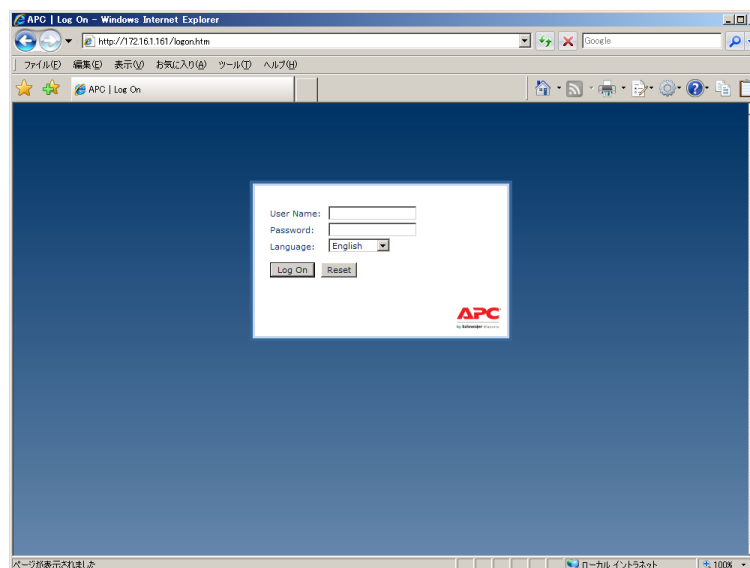 APC | Log On - Windows Internet Explorer
http://172.16.1.161/logon.htm
Google
ファイル(F) 編集(E) 表示(V) お気に入り(A) ツール(T) ヘルプ(H)
APC | Log On
User Name:
Password:
Language: English
Log On Reset
APC
by Schneider Electric
ページが表示されました
ローカル イントラネット
100%